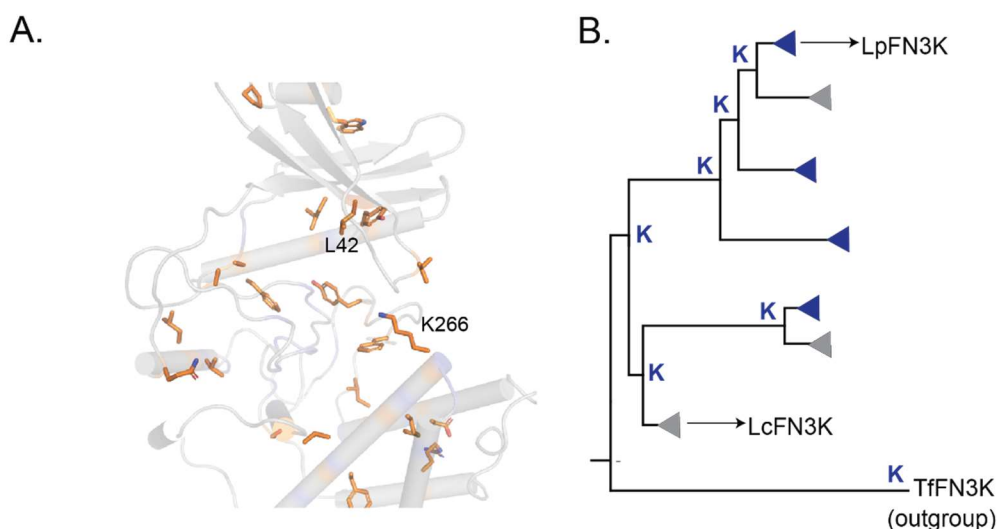 A.
L42
K266
B.
K
LpFN3K
K
K
K
K
K
LcFN3K
-
K
TfFN3K
(outgroup)